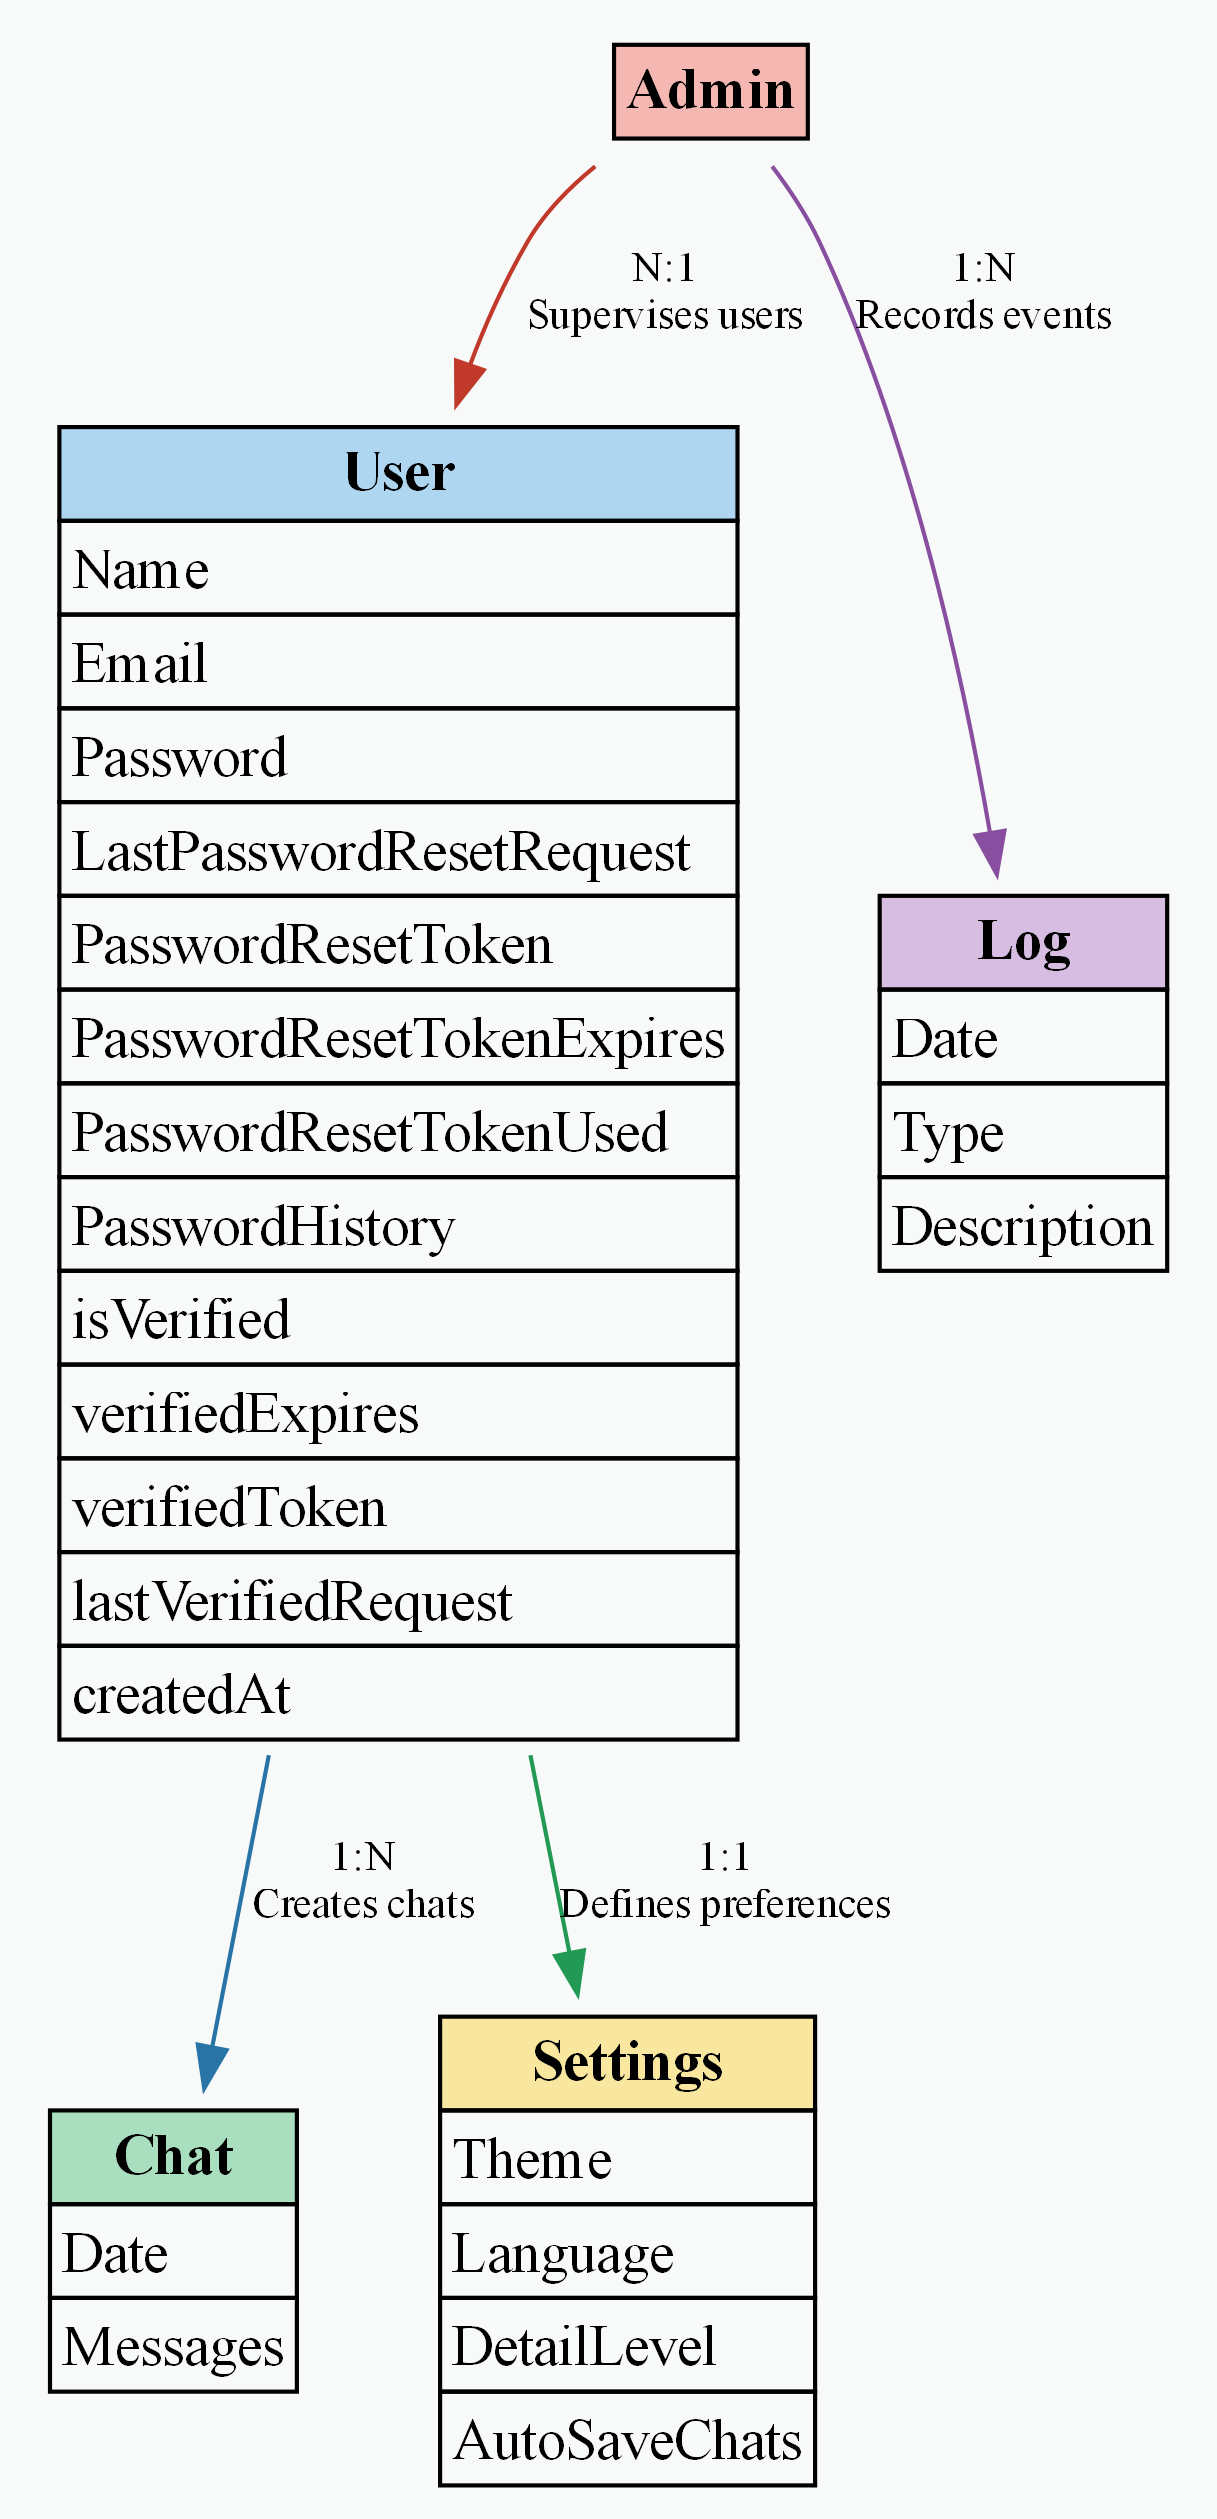 Admin
N:1
Supervises users
1:N
Records events
User
Name
Email
Password
LastPasswordResetRequest
PasswordResetToken
PasswordResetTokenExpires
PasswordResetTokenUsed
PasswordHistory
isVerified
verifiedExpires
verifiedToken
lastVerifiedRequest
createdAt
Log
Date
Type
Description
1:N
Creates chats
1:1
Defines preferences
Chat
Date
Messages
Settings
Theme
Language
DetailLevel
AutoSaveChats